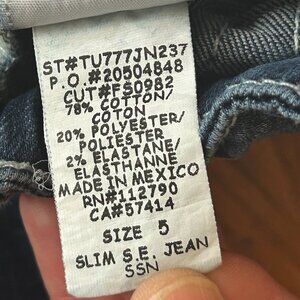 ST#TU777JN237
P.O.#20504848
CUT#FS0982
78% COTTON/
COTON
20% POLYESTER/
POLIESTER
2% ELASTANE/
ELASTHANNE
MADE IN MEXICO
RN#112790
CA#57414
SIZE 5
SLIM S.E. JEAN
SSN